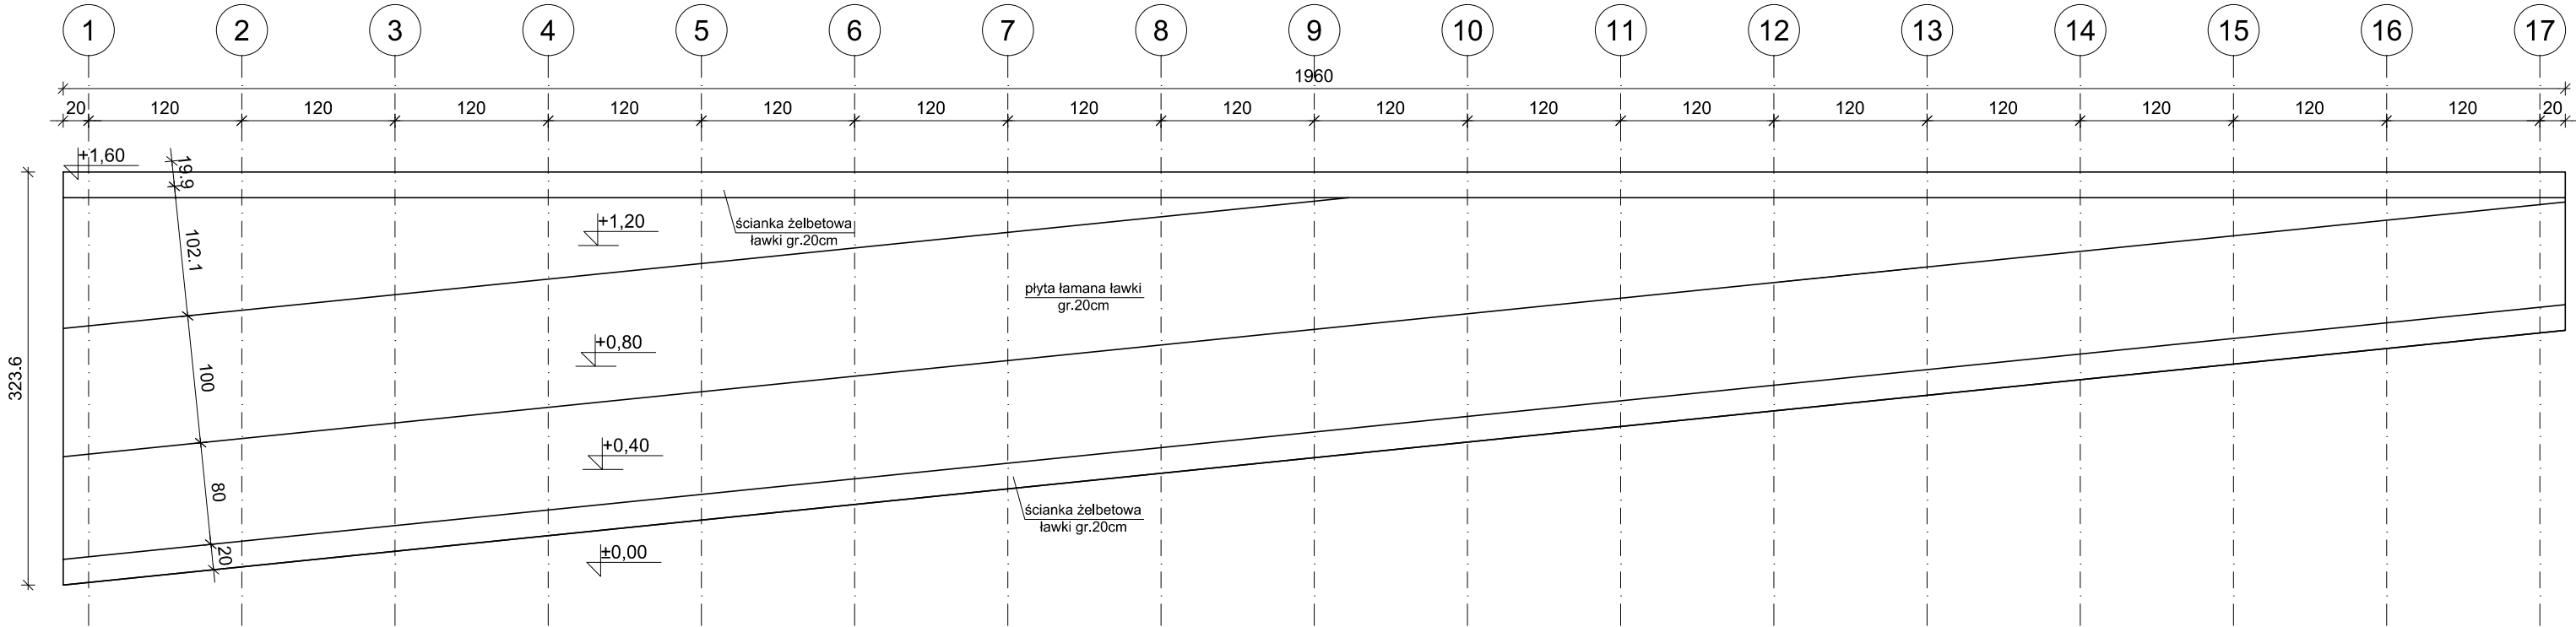 1 2 3 4 5 6 7 8 9 10 11 12 13 14 15 16 17
1960
20 120 120 120 120 120 120 120 120 120 120 120 120 120 120 120 120 20
+1,60
19.9
+1,20
ścianka żelbetowa
ławki gr.20cm
102.1
płyta łamana ławki
gr.20cm
+0,80
323.6
100
+0,40
80
ścianka żelbetowa
ławki gr.20cm
20
±0,00